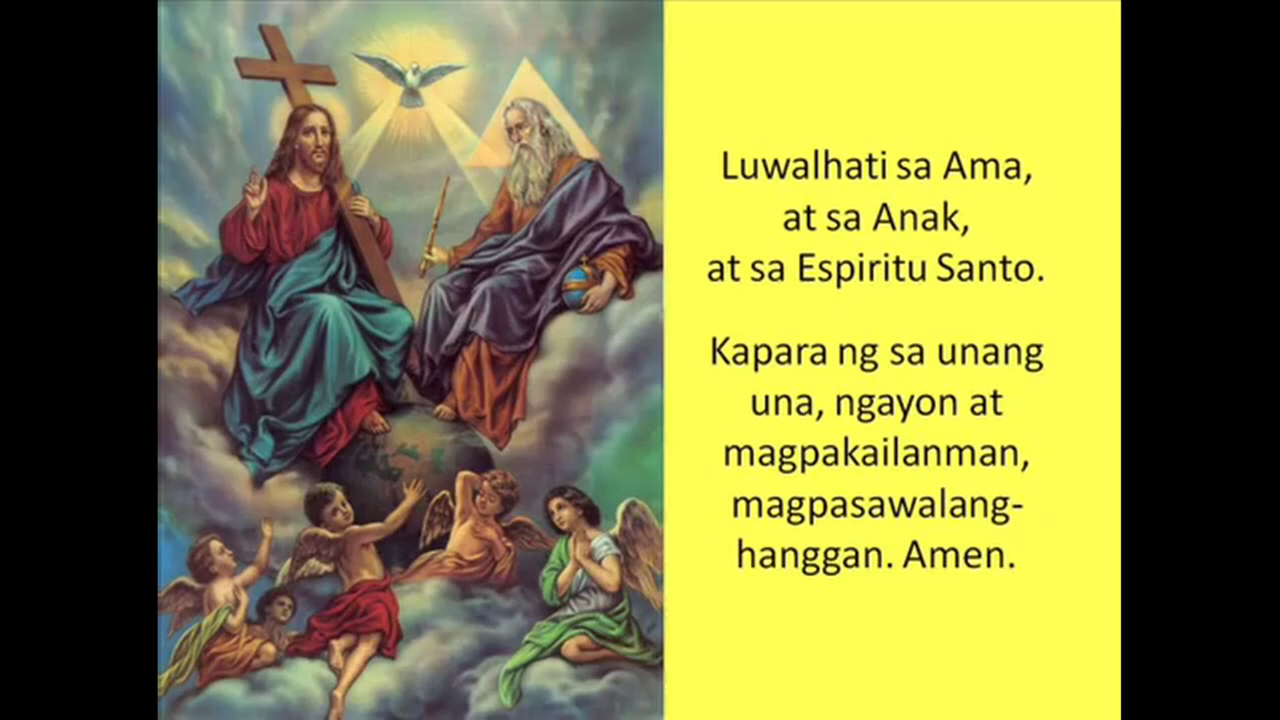 Luwalhati sa Ama,
at sa Anak,
at sa Espiritu Santo.
Kapara ng sa unang
una, ngayon at
magpakailanman,
magpasawalang-
hanggan. Amen.